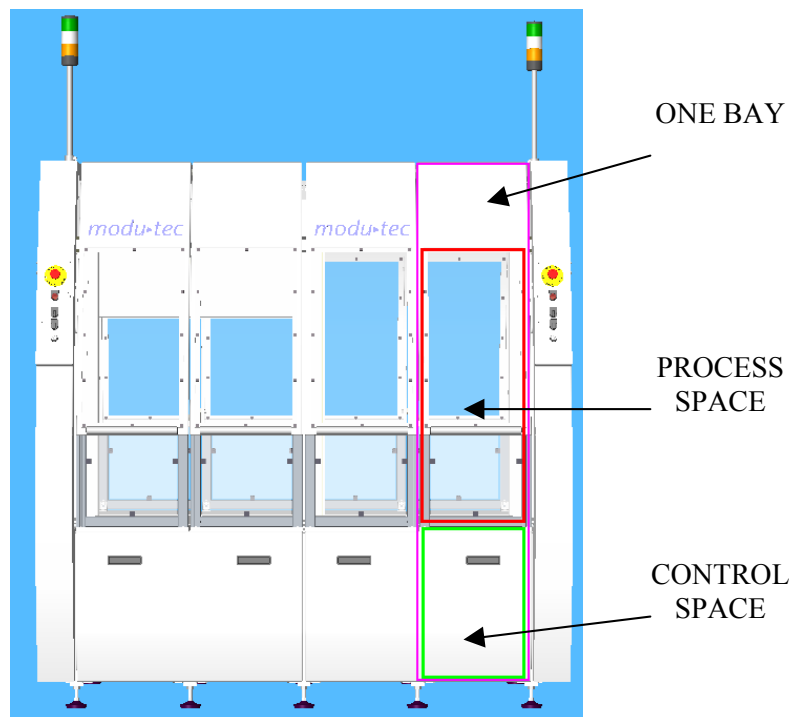 ONE BAY
modu▸tec modu▸tec
PROCESS
SPACE
CONTROL
SPACE